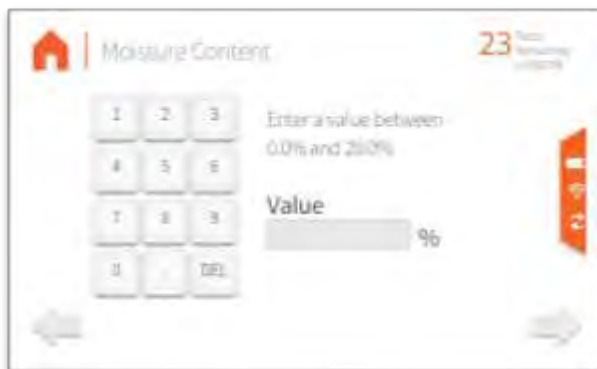 Moisture Content
23 Tests
1 2 3
4 5 6
7 8 9
0 . DEL
Enter a value between
0.0% and 20.0%
Value
%